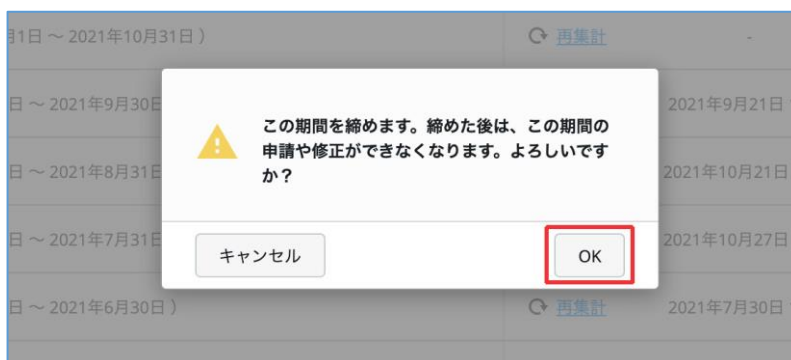 月1日 ～ 2021年10月31日 )
再集計
-
日 ～ 2021年9月30日
2021年9月21日
この期間を締めます。締めた後は、この期間の
申請や修正ができなくなります。よろしいです
か？
日 ～ 2021年8月31日
2021年10月21日
日 ～ 2021年7月31日
2021年10月27日
キャンセル
OK
日 ～ 2021年6月30日 )
再集計
2021年7月30日